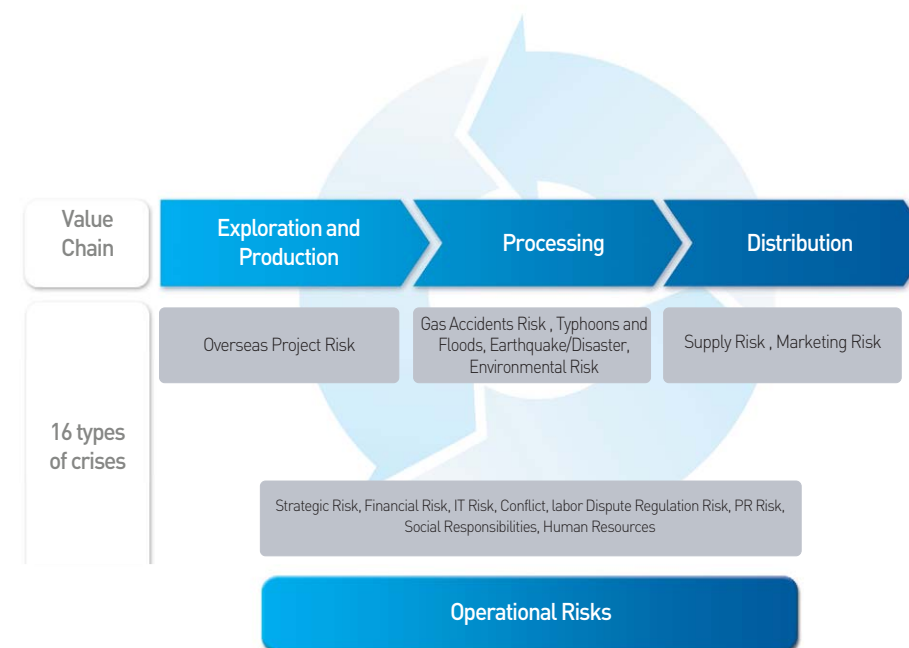 Value
Chain
Exploration and
Production
Processing
Distribution
Overseas Project Risk
Gas Accidents Risk , Typhoons and
Floods, Earthquake/Disaster,
Environmental Risk
Supply Risk , Marketing Risk
16 types
of crises
Strategic Risk, Financial Risk, IT Risk, Conflict, labor Dispute Regulation Risk, PR Risk,
Social Responsibilities, Human Resources
Operational Risks